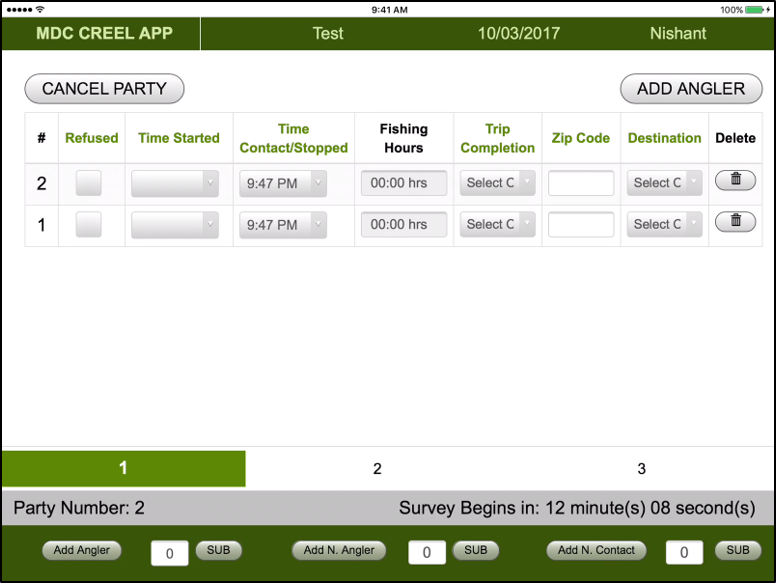 9:41 AM 100%
MDC CREEL APP Test 10/03/2017 Nishant
CANCEL PARTY ADD ANGLER
# Refused Time Started Time Contact/Stopped Fishing Hours Trip Completion Zip Code Destination Delete
2 9:47 PM 00:00 hrs Select C Select C
1 9:47 PM 00:00 hrs Select C Select C
1 2 3
Party Number: 2 Survey Begins in: 12 minute(s) 08 second(s)
Add Angler 0 SUB Add N. Angler 0 SUB Add N. Contact 0 SUB